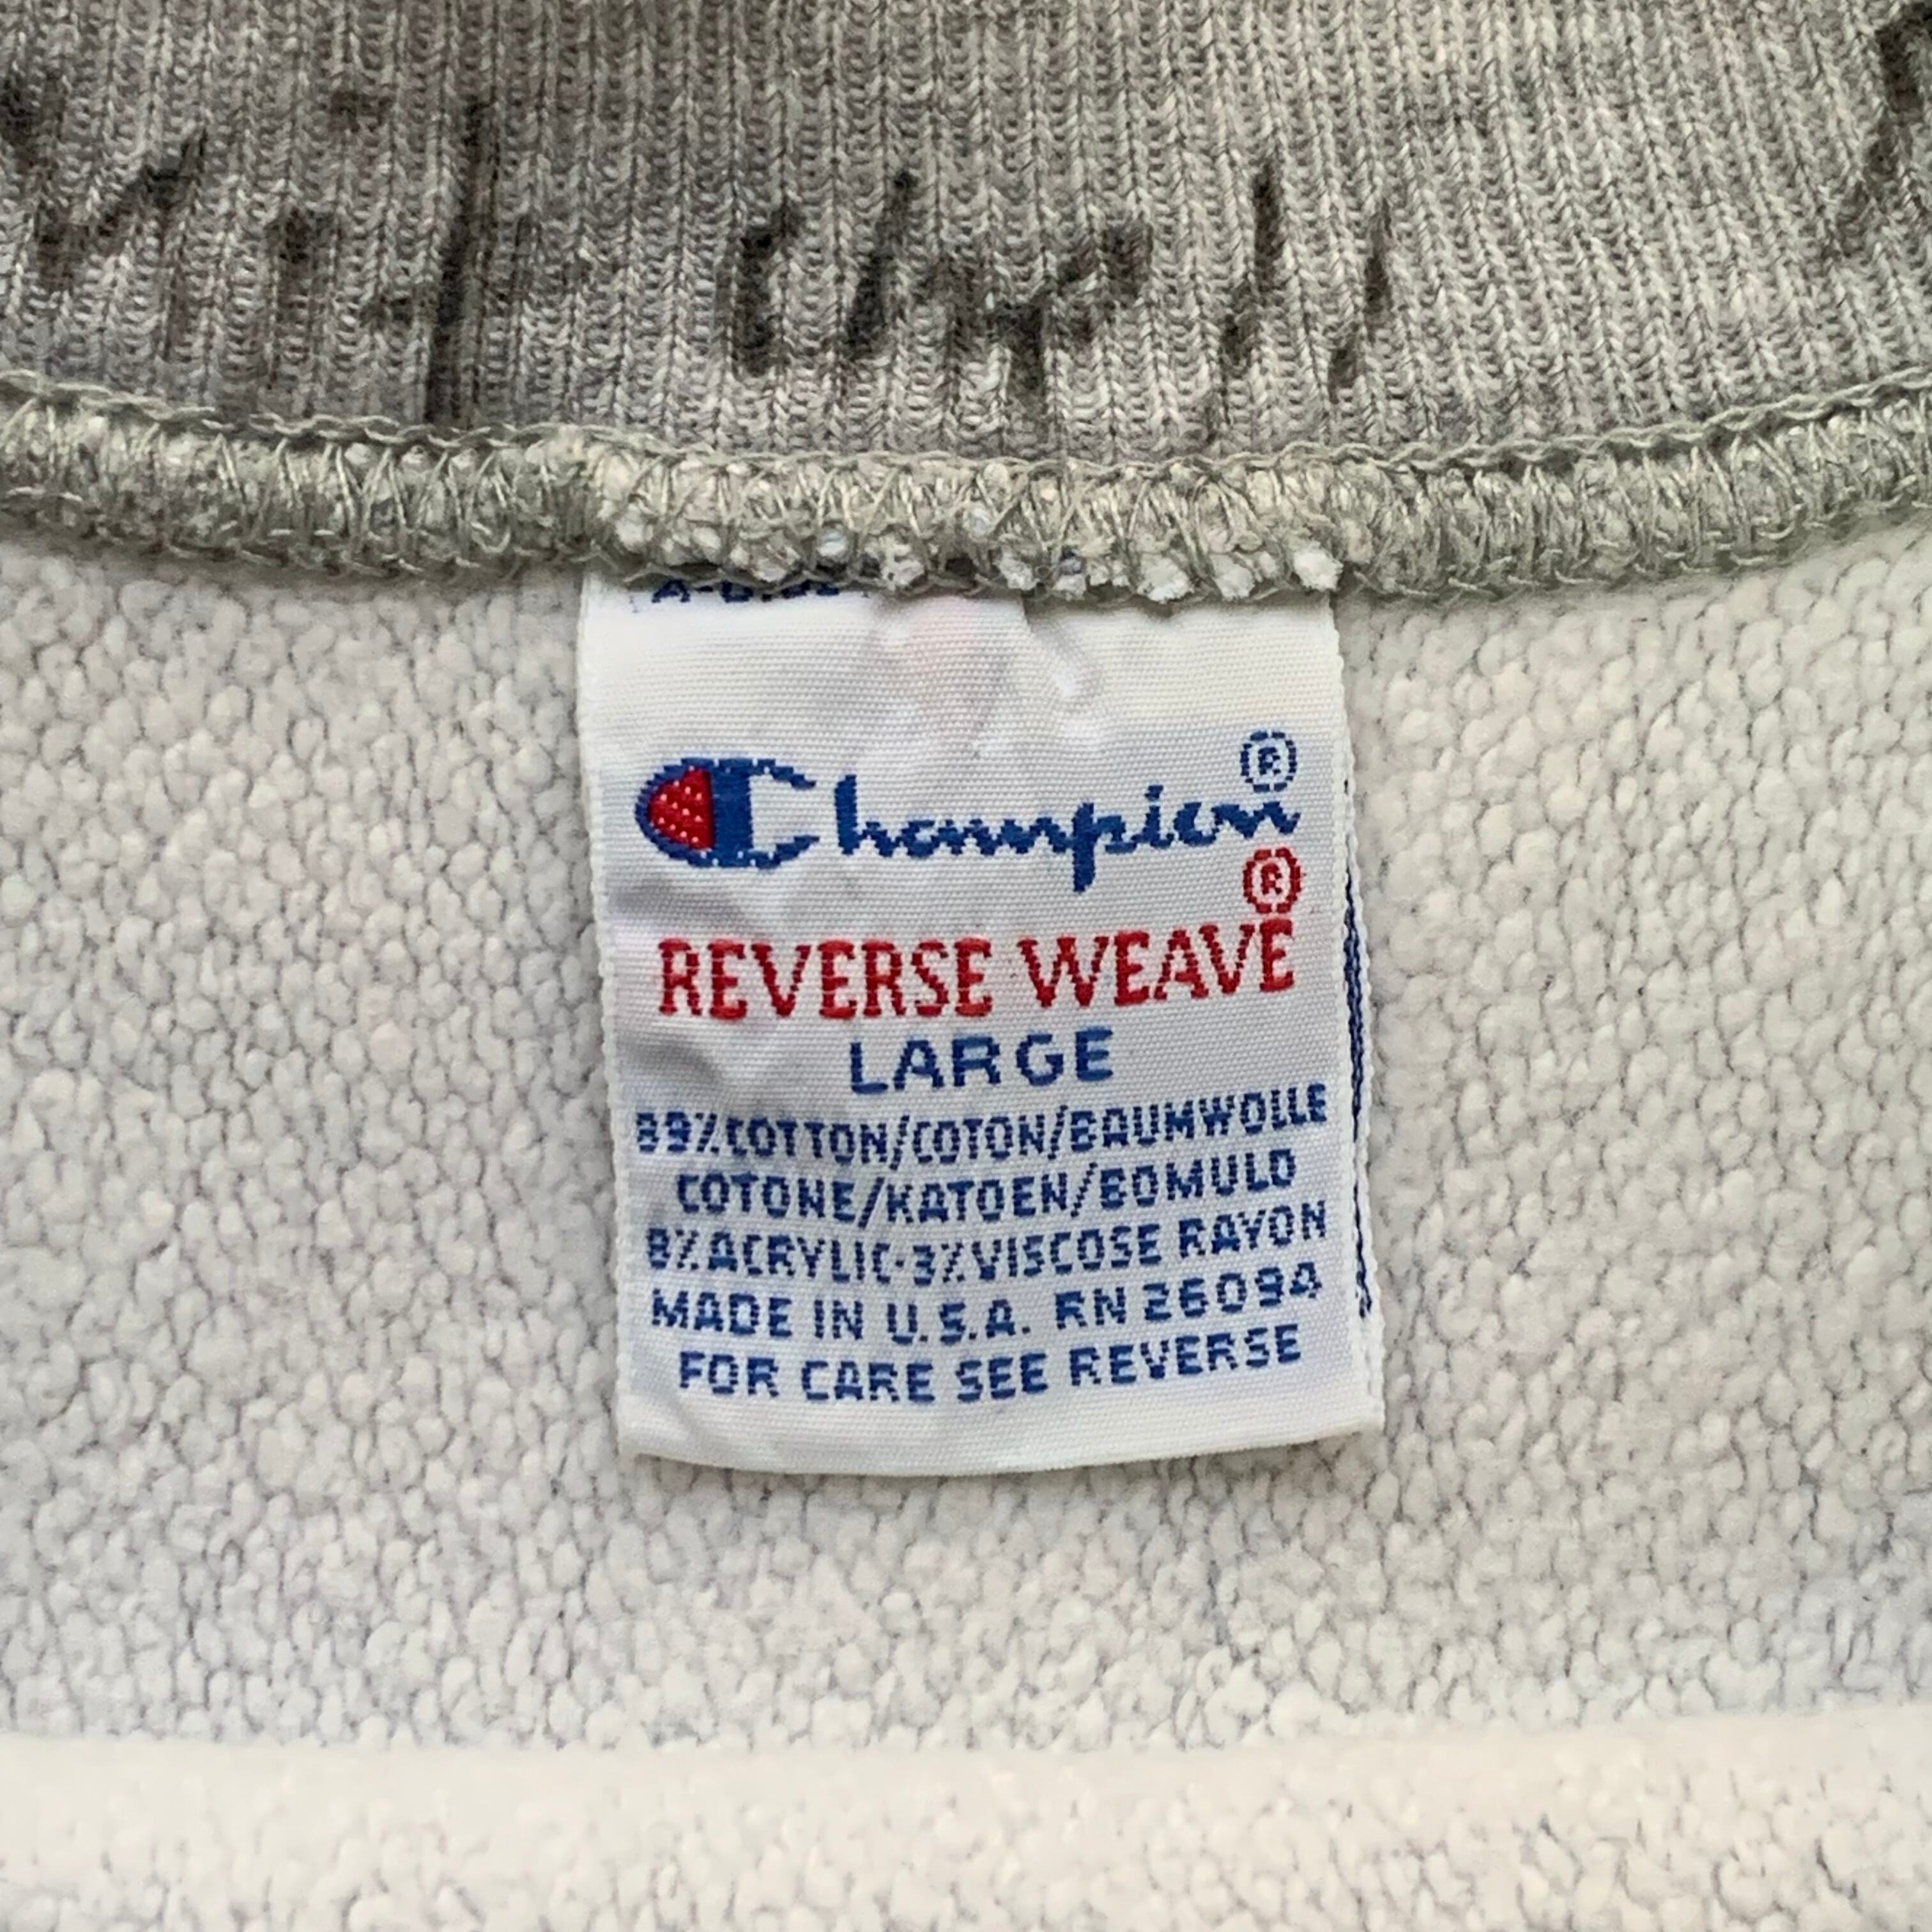 Champion®
®
REVERSE WEAVE
LARGE
89% COTTON/COTON/BAUMWOLLE
COTONE/KATOEN/BOMULD
8% ACRYLIC·3% VISCOSE RAYON
MADE IN U.S.A. RN 26094
FOR CARE SEE REVERSE